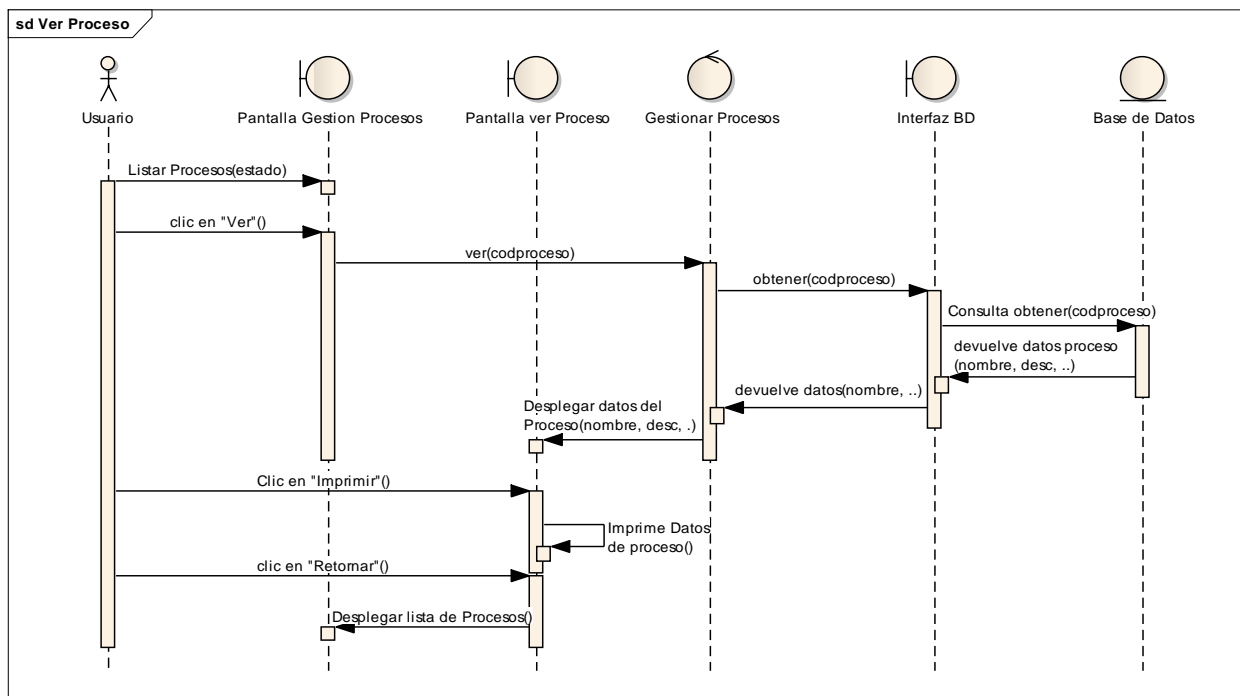 sd Ver Proceso
Usuario
Pantalla Gestion Procesos
Pantalla ver Proceso
Gestionar Procesos
Interfaz BD
Base de Datos
Listar Procesos(estado)
clic en "Ver"()
ver(codproceso)
obtener(codproceso)
Consulta obtener(codproceso)
devuelve datos proceso
(nombre, desc, ..)
devuelve datos(nombre, ..)
Desplegar datos del
Proceso(nombre, desc, .)
Clic en "Imprimir"()
Imprime Datos
de proceso()
clic en "Retornar"()
Desplegar lista de Procesos()